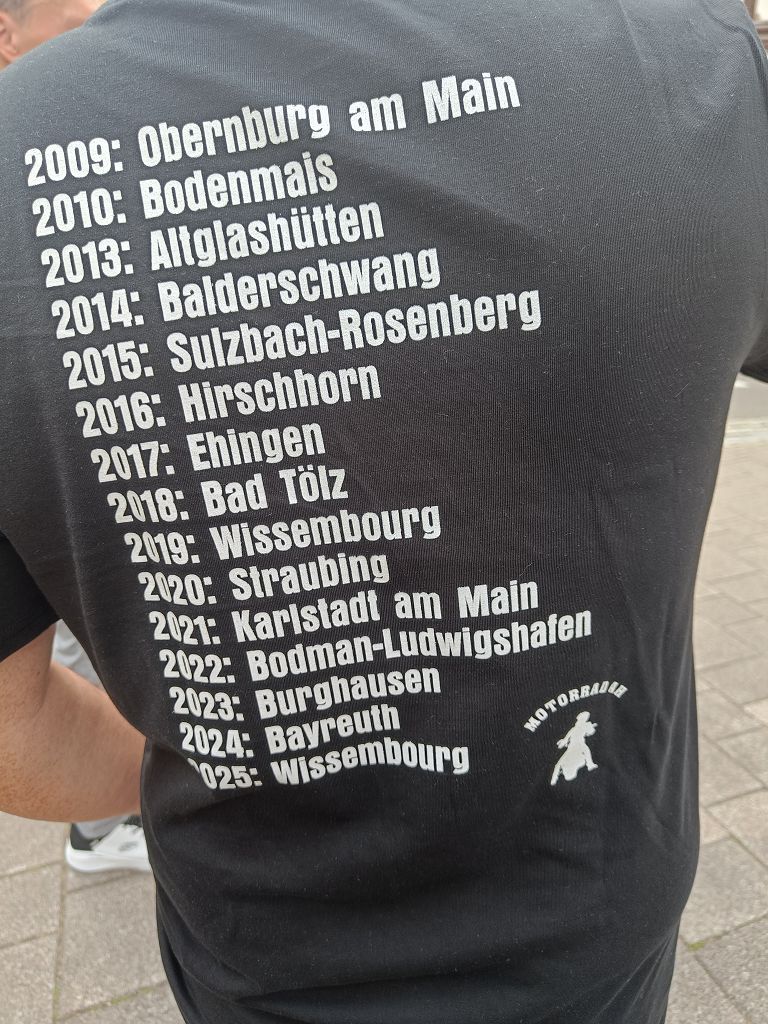 2009: Obernburg am Main
2010: Bodenmais
2013: Altglashütten
2014: Balderschwang
2015: Sulzbach-Rosenberg
2016: Hirschhorn
2017: Ehingen
2018: Bad Tölz
2019: Wissembourg
2020: Straubing
2021: Karlstadt am Main
2022: Bodman-Ludwigshafen
2023: Burghausen
2024: Bayreuth
2025: Wissembourg